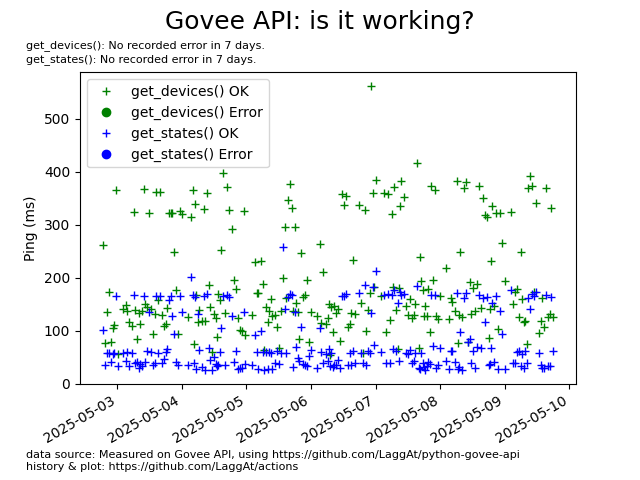 Govee API: is it working?
get_devices(): No recorded error in 7 days.
get_states(): No recorded error in 7 days.
get_devices() OK
get_devices() Error
get_states() OK
get_states() Error
Ping (ms)
500
400
300
200
100
0
2025-05-03
2025-05-04
2025-05-05
2025-05-06
2025-05-07
2025-05-08
2025-05-09
2025-05-10
data source: Measured on Govee API, using https://github.com/LaggAt/python-govee-api
history & plot: https://github.com/LaggAt/actions